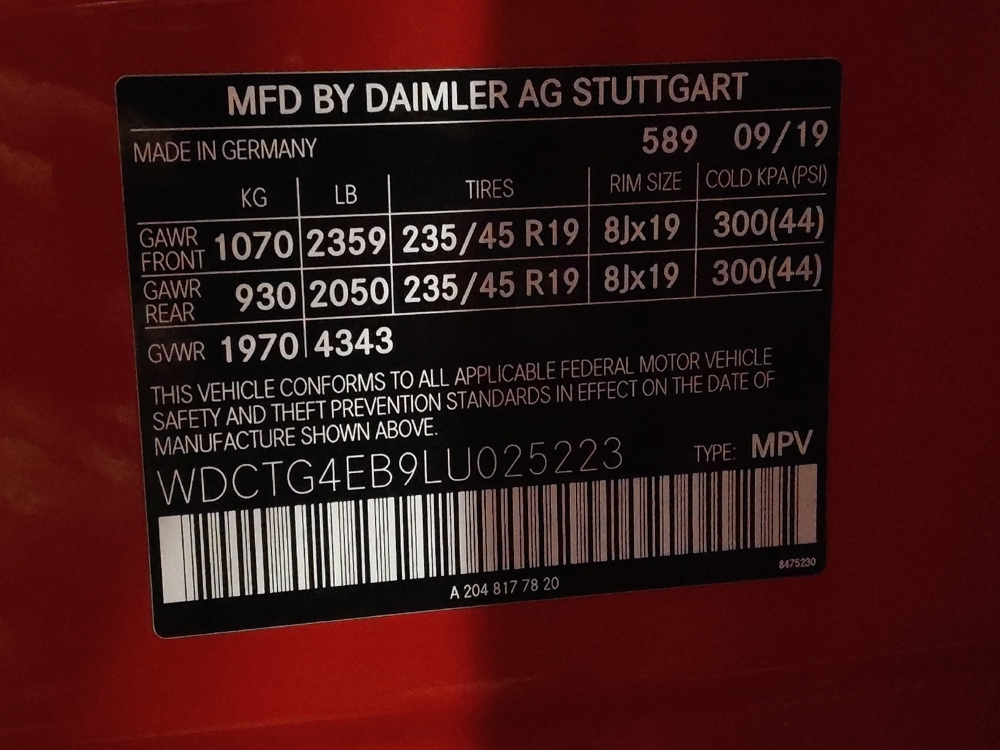 MFD BY DAIMLER AG STUTTGART
MADE IN GERMANY 589 09/19
KG LB TIRES RIM SIZE COLD KPA (PSI)
GAWR FRONT 1070 2359 235/45 R19 8Jx19 300(44)
GAWR REAR 930 2050 235/45 R19 8Jx19 300(44)
GVWR 1970 4343
THIS VEHICLE CONFORMS TO ALL APPLICABLE FEDERAL MOTOR VEHICLE
SAFETY AND THEFT PREVENTION STANDARDS IN EFFECT ON THE DATE OF
MANUFACTURE SHOWN ABOVE.
WDCTG4EB9LU025223 TYPE: MPV
8475230
A 204 817 78 20